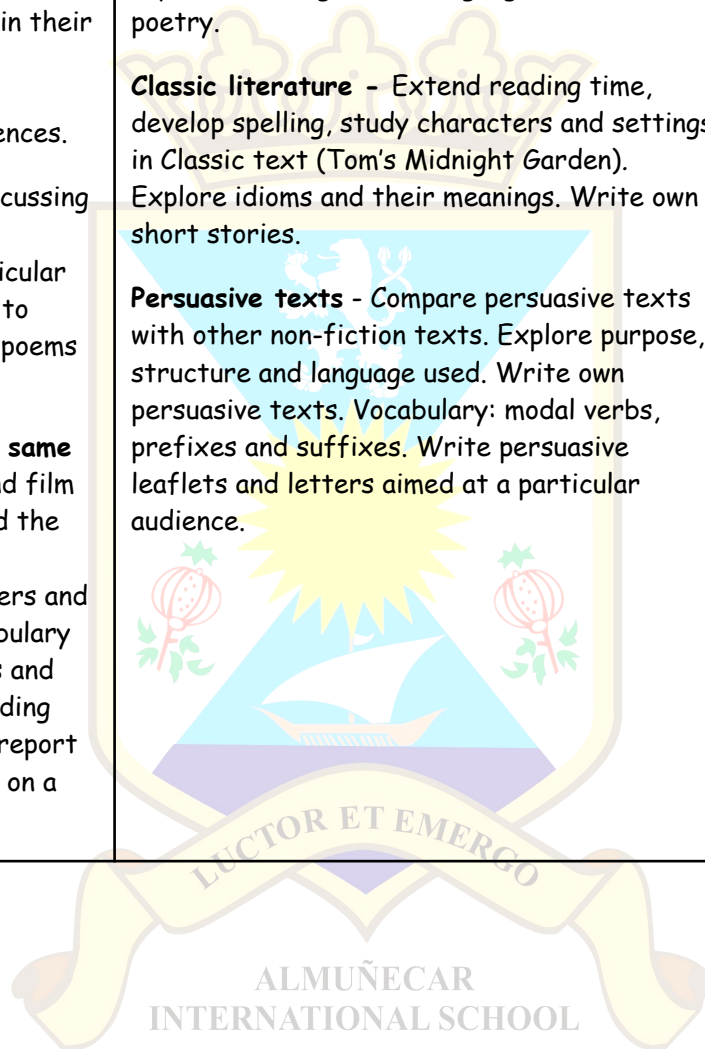 in their
ences.
cussing
icular
to
poems
same
d film
d the
ers and
bulary
s and
ding
report
on a
poetry.
Classic literature - Extend reading time,
develop spelling, study characters and settings
in Classic text (Tom's Midnight Garden).
Explore idioms and their meanings. Write own
short stories.
Persuasive texts - Compare persuasive texts
with other non-fiction texts. Explore purpose,
structure and language used. Write own
persuasive texts. Vocabulary: modal verbs,
prefixes and suffixes. Write persuasive
leaflets and letters aimed at a particular
audience.
LUCTOR ET EMERGO
ALMUÑECAR
INTERNATIONAL SCHOOL